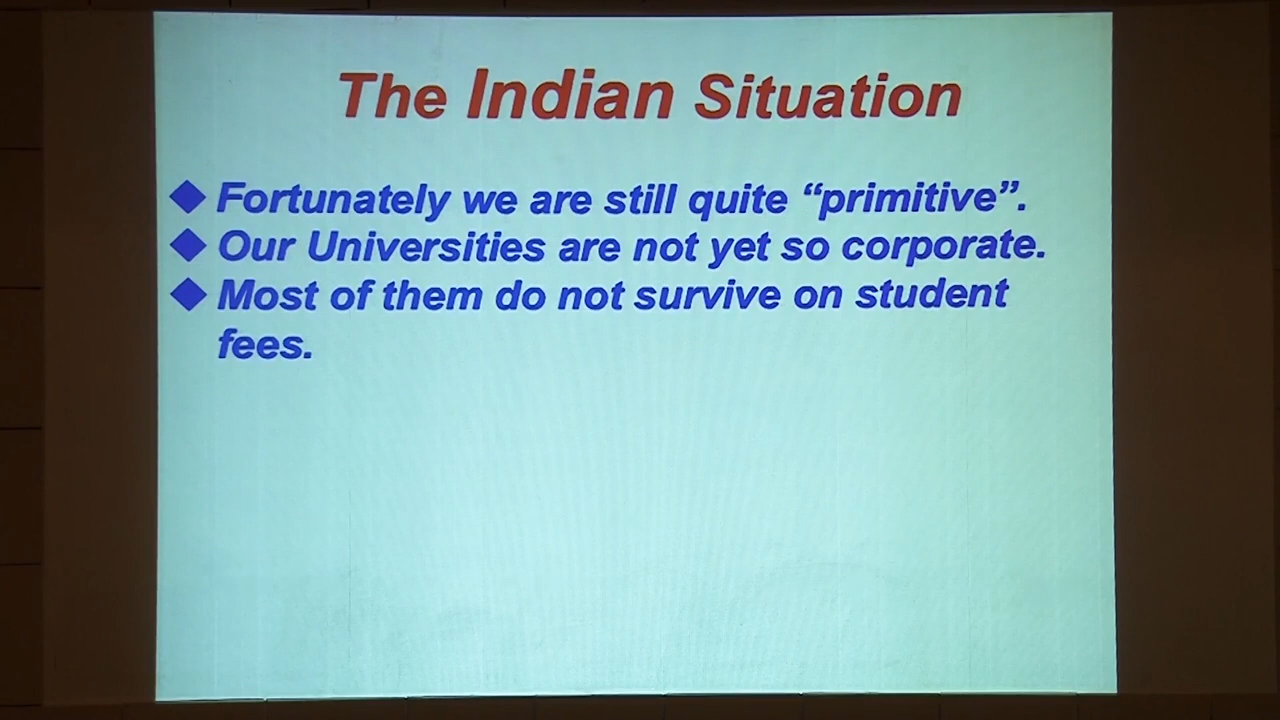 The Indian Situation
◆ Fortunately we are still quite “primitive”.
◆ Our Universities are not yet so corporate.
◆ Most of them do not survive on student
fees.